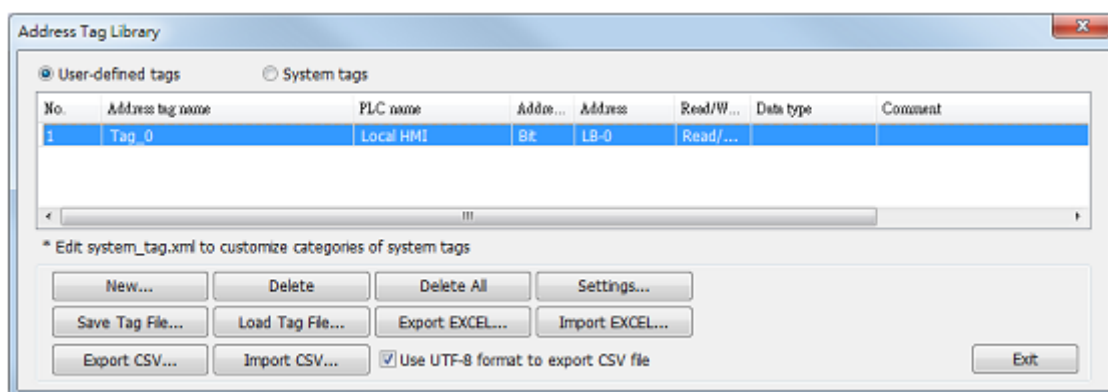 Address Tag Library
User-defined tags System tags
No. Address tag name PLC name Addre... Address Read/W... Data type Comment
1 Tag_0 Local HMI Bit LB-0 Read/...
* Edit system_tag.xml to customize categories of system tags
New... Delete Delete All Settings...
Save Tag File... Load Tag File... Export EXCEL... Import EXCEL...
Export CSV... Import CSV... Use UTF-8 format to export CSV file Exit